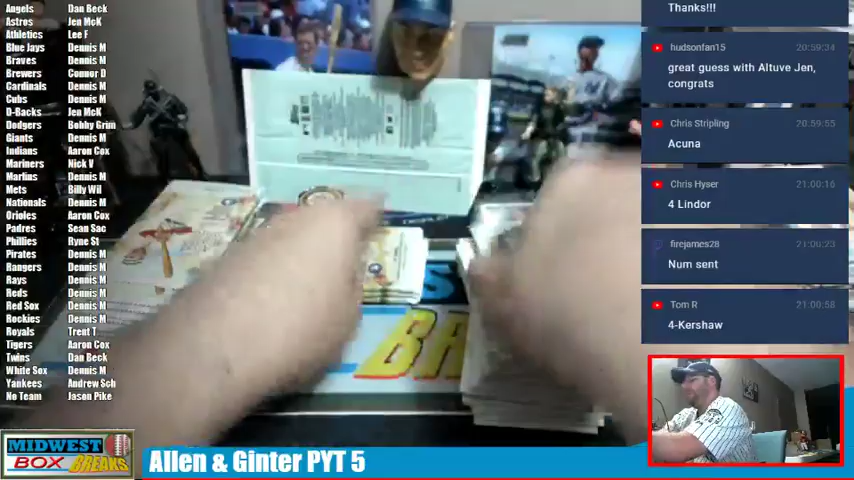 Angels Dan Beck
Astros Jen McK
Athletics Lee F
Blue Jays Dennis M
Braves Dennis M
Brewers Connor D
Cardinals Dennis M
Cubs Dennis M
D-Backs Jen McK
Dodgers Bobby Grim
Giants Dennis M
Indians Aaron Cox
Mariners Nick V
Marlins Dennis M
Mets Billy Wil
Nationals Dennis M
Orioles Aaron Cox
Padres Sean Sac
Phillies Ryne St
Pirates Dennis M
Rangers Dennis M
Rays Dennis M
Reds Dennis M
Red Sox Dennis M
Rockies Dennis M
Royals Trent T
Tigers Aaron Cox
Twins Dan Beck
White Sox Dennis M
Yankees Andrew Sch
No Team Jason Pike
Thanks!!!
hudsonfan15 20:59:34
great guess with Altuve Jen,
congrats
Chris Stripling 20:59:55
Acuna
Chris Hyser 21:00:16
4 Lindor
firejames28 21:00:23
Num sent
Tom R 21:00:58
4-Kershaw
MIDWEST
BOX BREAKS
Allen & Ginter PYT 5